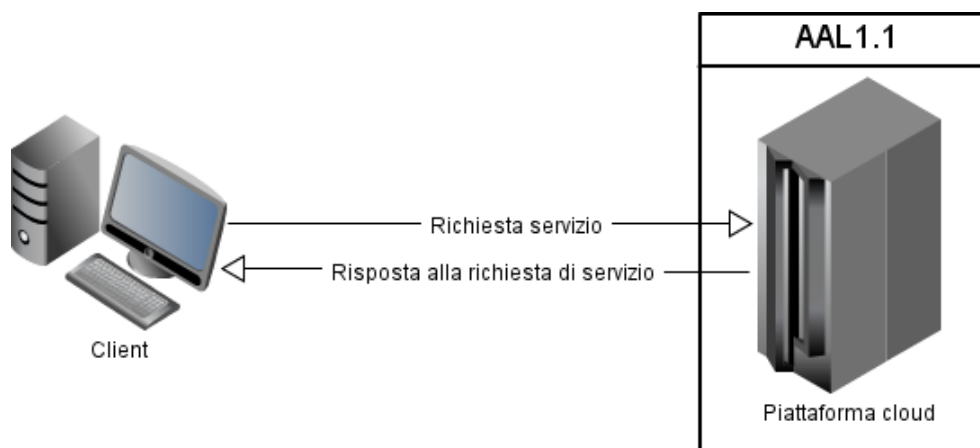 AAL1.1
Richiesta servizio
Risposta alla richiesta di servizio
Client
Piattaforma cloud